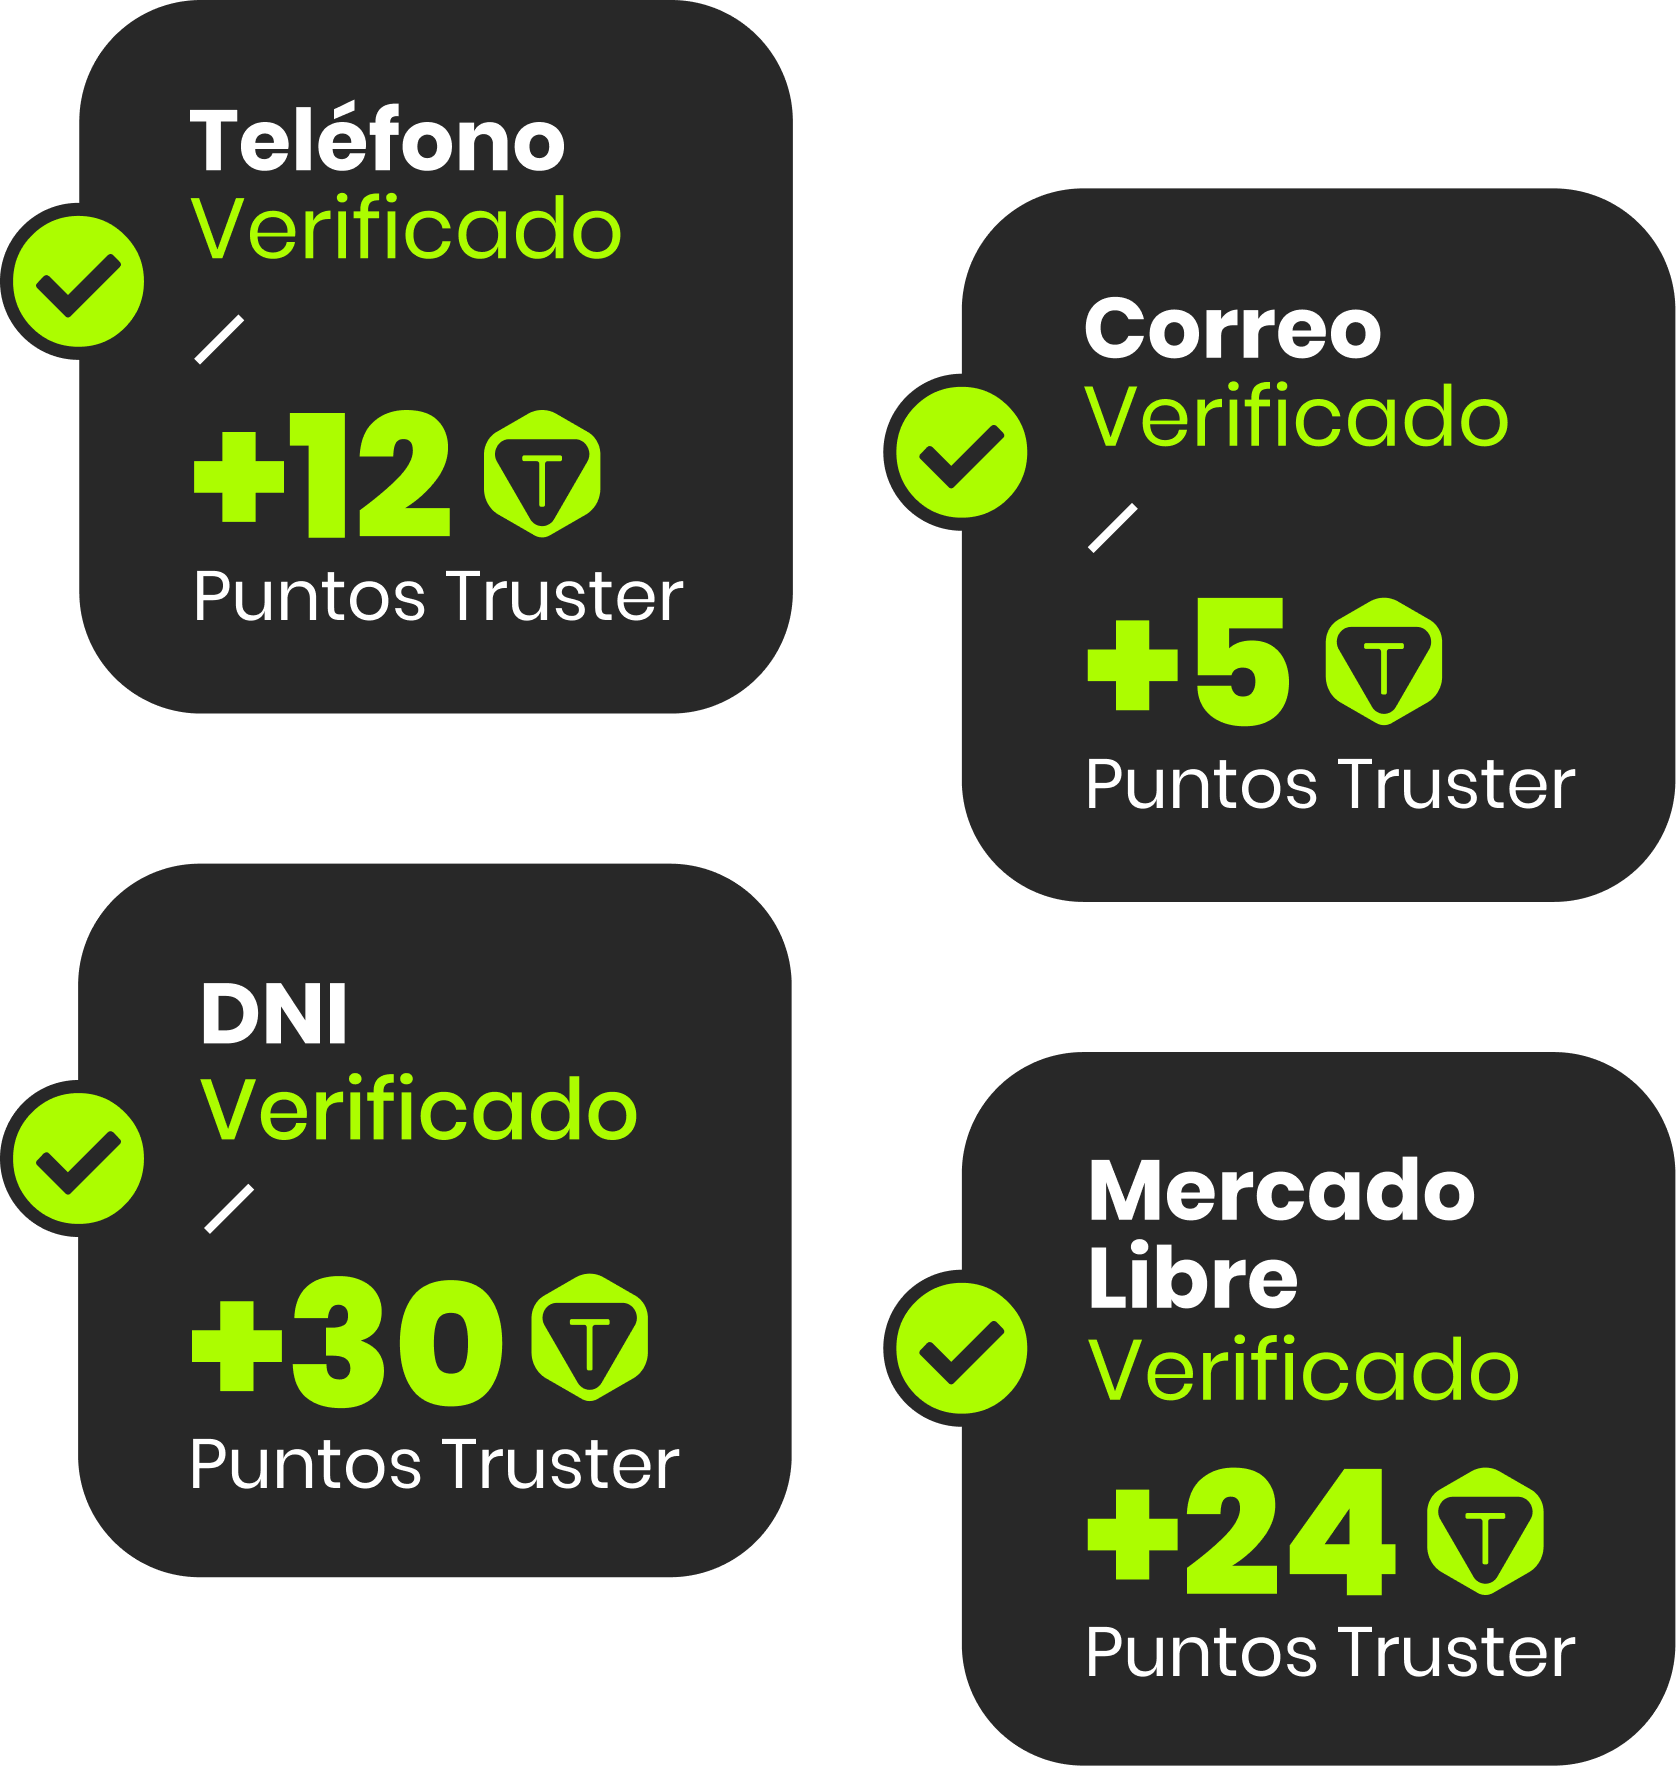 Teléfono
Verificado
+12 T
Puntos Truster
Correo
Verificado
+5 T
Puntos Truster
DNI
Verificado
+30 T
Puntos Truster
Mercado
Libre
Verificado
+24 T
Puntos Truster